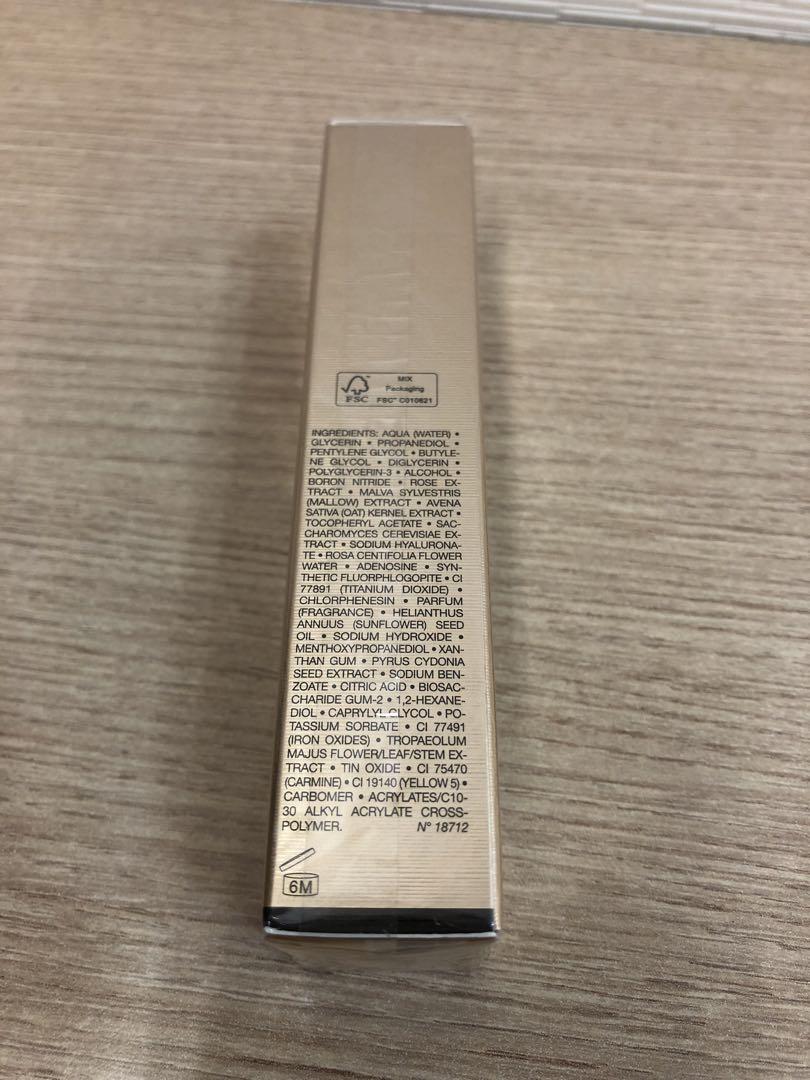 MIX
Packaging
FSC™ C010621
FSC
INGREDIENTS: AQUA (WATER) •
GLYCERIN • PROPANEDIOL •
PENTYLENE GLYCOL • BUTYLE-
NE GLYCOL • DIGLYCERIN •
POLYGLYCERIN-3 • ALCOHOL •
BORON NITRIDE • ROSE EX-
TRACT • MALVA SYLVESTRIS
(MALLOW) EXTRACT • AVENA
SATIVA (OAT) KERNEL EXTRACT •
TOCOPHERYL ACETATE • SAC-
CHAROMYCES CEREVISIAE EX-
TRACT • SODIUM HYALURONA-
TE • ROSA CENTIFOLIA FLOWER
WATER • ADENOSINE • SYN-
THETIC FLUORPHLOGOPITE • CI
77891 (TITANIUM DIOXIDE) •
CHLORPHENESIN • PARFUM
(FRAGRANCE) • HELIANTHUS
ANNUUS (SUNFLOWER) SEED
OIL • SODIUM HYDROXIDE •
MENTHOXYPROPANEDIOL • XAN-
THAN GUM • PYRUS CYDONIA
SEED EXTRACT • SODIUM BEN-
ZOATE • CITRIC ACID • BIOSAC-
CHARIDE GUM-2 • 1,2-HEXANE-
DIOL • CAPRYLYL GLYCOL • PO-
TASSIUM SORBATE • CI 77491
(IRON OXIDES) • TROPAEOLUM
MAJUS FLOWER/LEAF/STEM EX-
TRACT • TIN OXIDE • CI 75470
(CARMINE) • CI 19140 (YELLOW 5) •
CARBOMER • ACRYLATES/C10-
30 ALKYL ACRYLATE CROSS-
POLYMER. N° 18712
6M